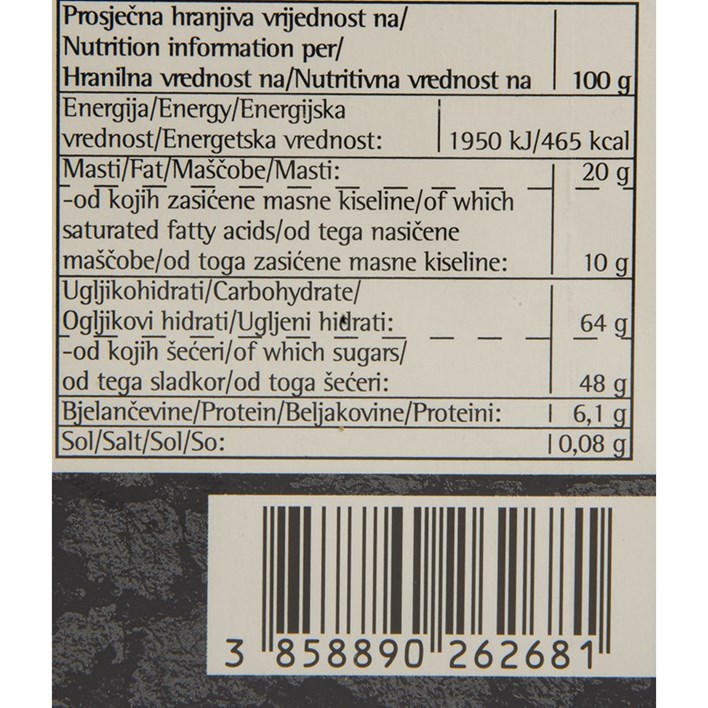 Prosječna hranjiva vrijednost na/
Nutrition information per/
Hranilna vrednost na/Nutritivna vrednost na 100 g
Energija/Energy/Energijska
vrednost/Energetska vrednost: 1950 kJ/465 kcal
Masti/Fat/Maščobe/Masti: 20 g
-od kojih zasićene masne kiseline/of which
saturated fatty acids/od tega nasičene
maščobe/od toga zasićene masne kiseline: 10 g
Ugljikohidrati/Carbohydrate/
Ogljikovi hidrati/Ugljeni hidrati: 64 g
-od kojih šećeri/of which sugars/
od tega sladkor/od toga šećeri: 48 g
Bjelančevine/Protein/Beljakovine/Proteini: 6,1 g
Sol/Salt/Sol/So: 0,08 g
3 858890 262681